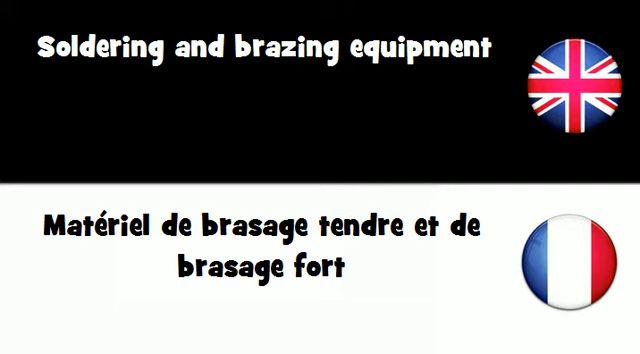 Soldering and brazing equipment
Matériel de brasage tendre et de
brasage fort